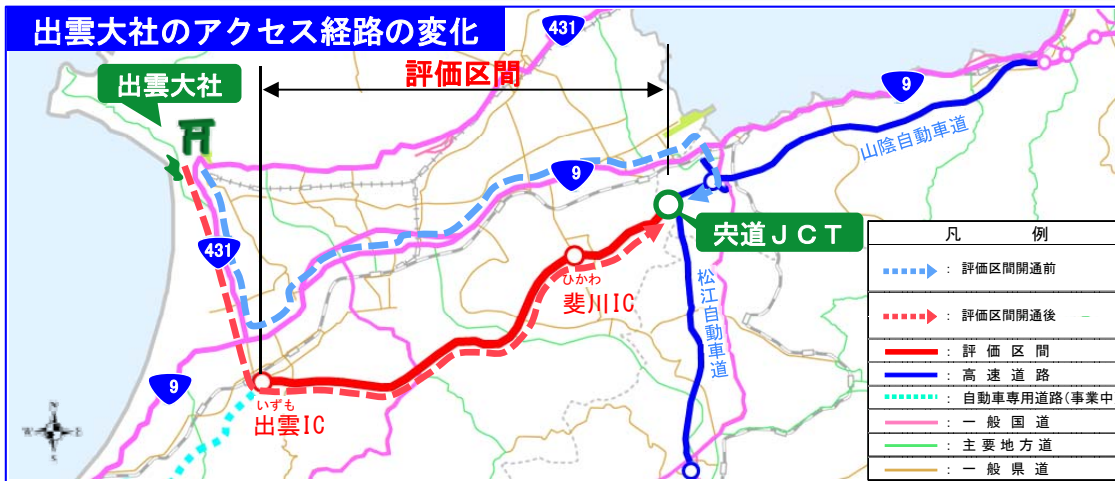 出雲大社のアクセス経路の変化
431
評価区間
出雲大社
9
山陰自動車道
9
宍道JCT
431
ひかわ
斐川IC
松江自動車道
9
いずも
出雲IC
W E
凡 例
: 評価区間開通前
: 評価区間開通後
: 評価区間
: 高速道路
: 自動車専用道路(事業中
: 一般国道
: 主要地方道
: 一般県道